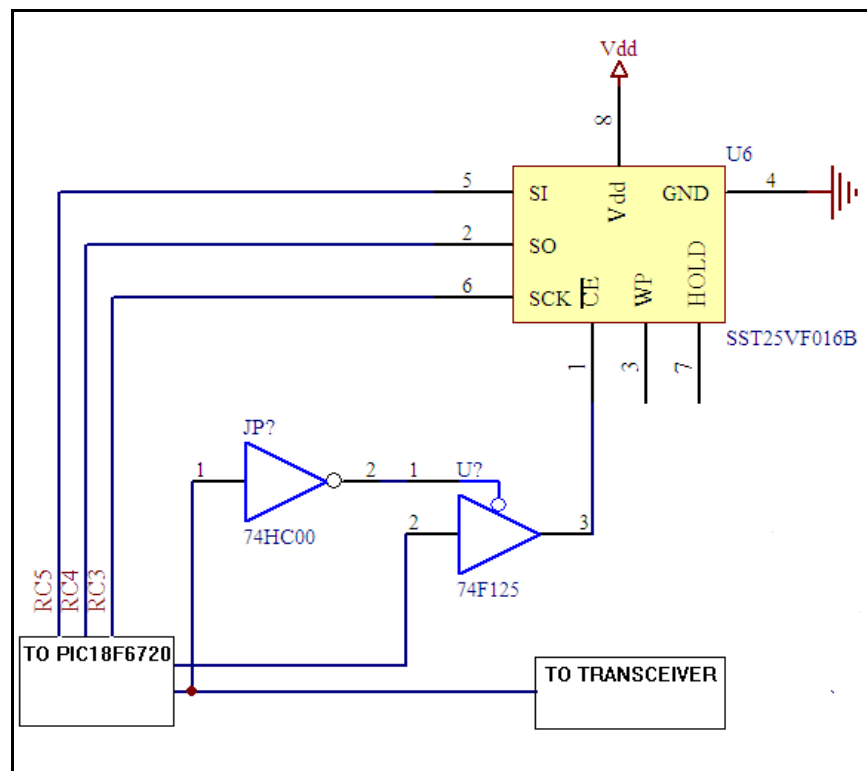 Vdd
8
U6
5
SI
Vdd
GND
4
2
SO
6
SCK
CE
WP
HOLD
SST25VF016B
1
3
7
JP?
1
2
1
U?
74HC00
2
3
74F125
RC5
RC4
RC3
TO PIC18F6720
TO TRANSCEIVER